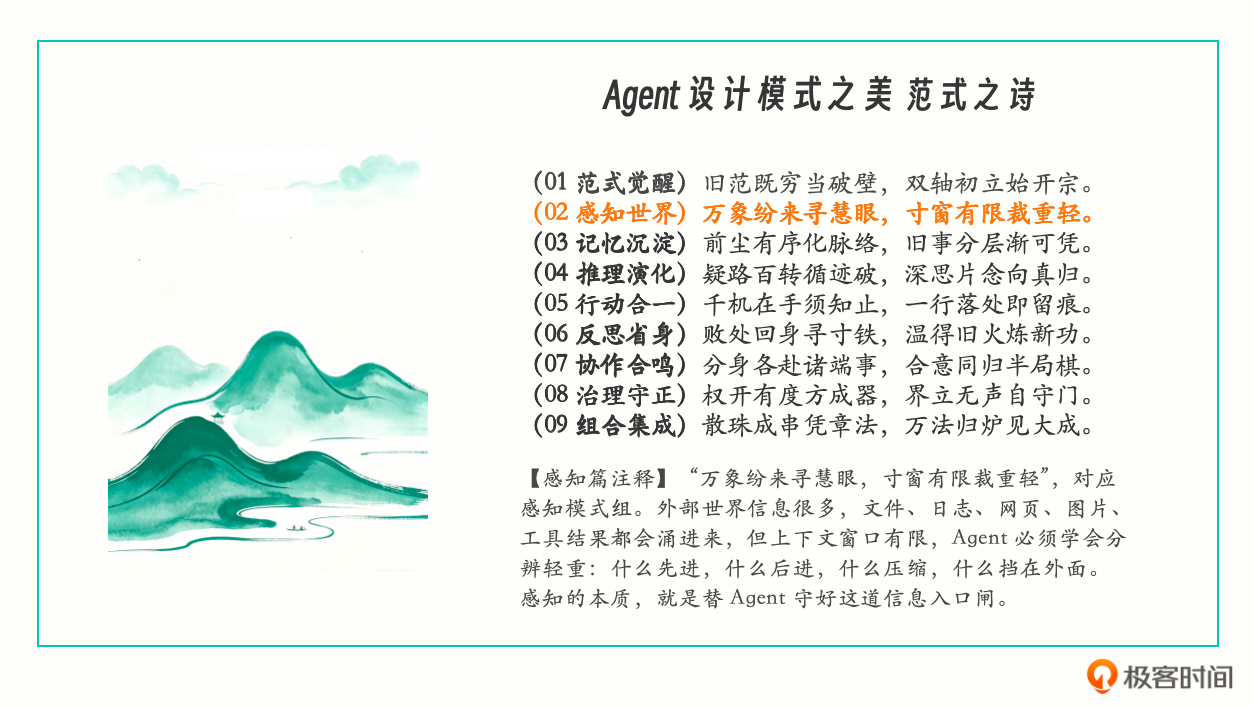 Agent 设计模式之美 范式之诗
（01 范式觉醒）旧范既穷当破壁，双轴初立始开宗。
（02 感知世界）万象纷来寻慧眼，寸窗有限裁重轻。
（03 记忆沉淀）前尘有序化脉络，旧事分层渐可凭。
（04 推理演化）疑路百转循迹破，深思片念向真归。
（05 行动合一）千机在手须知止，一行落处即留痕。
（06 反思省身）败处回身寻寸铁，温得旧火炼新功。
（07 协作合鸣）分身各赴诸端事，合意同归半局棋。
（08 治理守正）权开有度方成器，界立无声自守门。
（09 组合集成）散珠成串凭章法，万法归炉见大成。
【感知篇注释】“万象纷来寻慧眼，寸窗有限裁重轻”，对应
感知模式组。外部世界信息很多，文件、日志、网页、图片、
工具结果都会涌进来，但上下文窗口有限，Agent 必须学会分
辨轻重：什么先进，什么后进，什么压缩，什么挡在外面。
感知的本质，就是替 Agent 守好这道信息入口闸。
极客时间